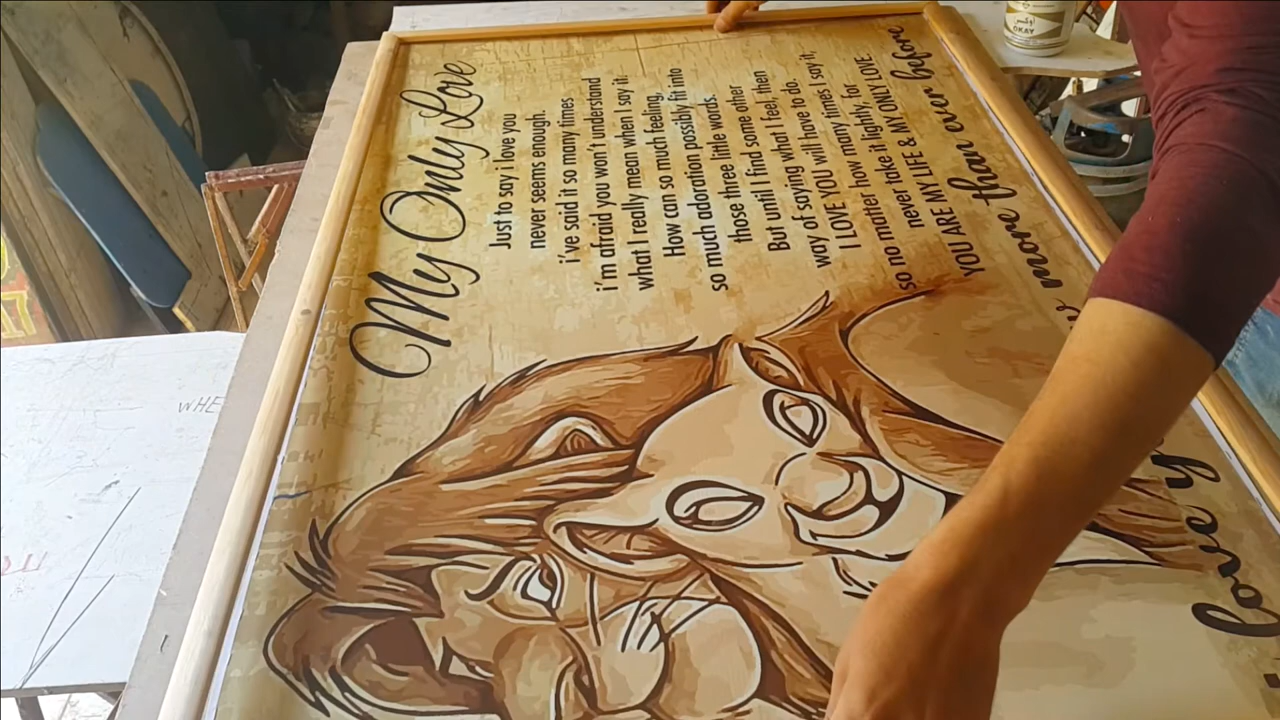 My Only Love
Just to say i love you
never seems enough.
i've said it so many times
i'm afraid you won't understand
what I really mean when I say it.
How can so much feeling,
so much adoration possibly fit into
those three little words.
But until I find some other
way of saying what I feel, then
I LOVE YOU will have to do.
so no matter how many times I say it,
never take it lightly, for
YOU ARE MY LIFE & MY ONLY LOVE
love y
more than ever before
OKAY
WHE